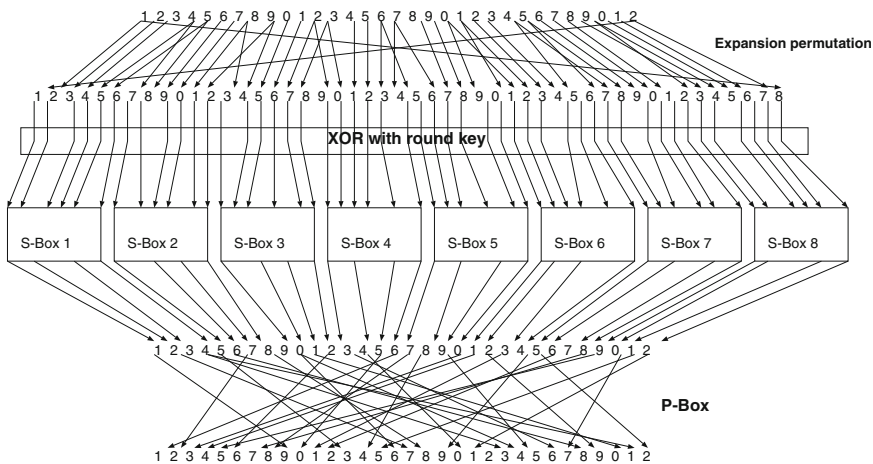 1 2 3 4 5 6 7 8 9 0 1 2 3 4 5 6 7 8 9 0 1 2 3 4 5 6 7 8 9 0 1 2
Expansion permutation
1 2 3 4 5 6 7 8 9 0 1 2 3 4 5 6 7 8 9 0 1 2 3 4 5 6 7 8 9 0 1 2 3 4 5 6 7 8 9 0 1 2 3 4 5 6 7 8
XOR with round key
S-Box 1 S-Box 2 S-Box 3 S-Box 4 S-Box 5 S-Box 6 S-Box 7 S-Box 8
1 2 3 4 5 6 7 8 9 0 1 2 3 4 5 6 7 8 9 0 1 2 3 4 5 6 7 8 9 0 1 2
P-Box
1 2 3 4 5 6 7 8 9 0 1 2 3 4 5 6 7 8 9 0 1 2 3 4 5 6 7 8 9 0 1 2